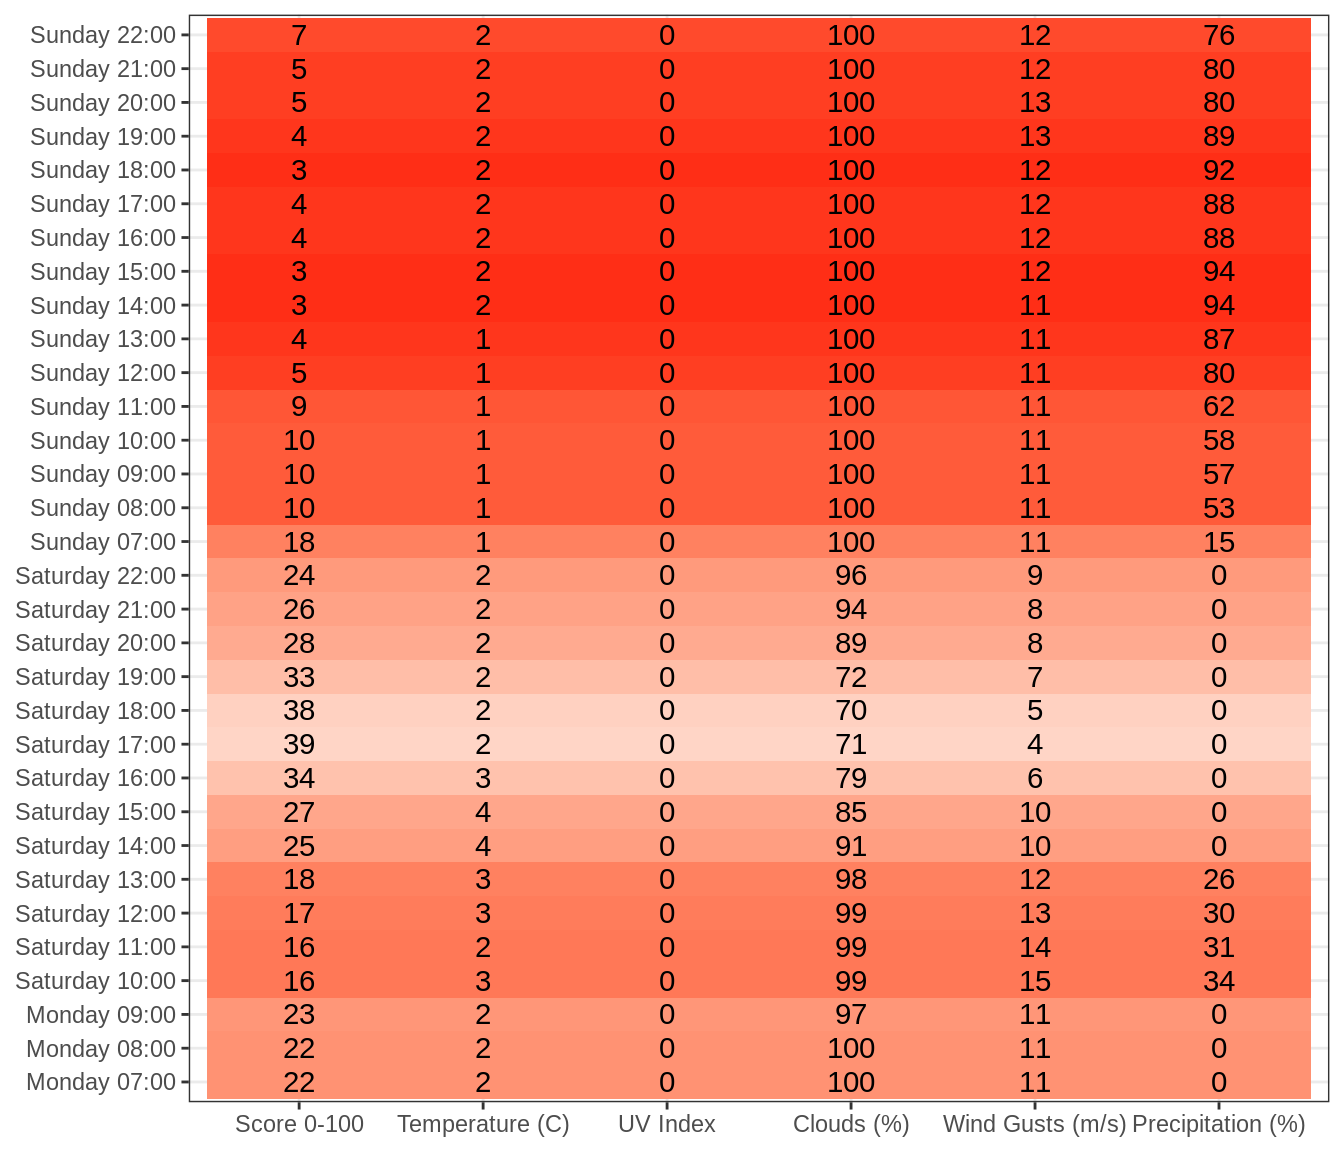 Sunday 22:00 7 2 0 100 12 76
Sunday 21:00 5 2 0 100 12 80
Sunday 20:00 5 2 0 100 13 80
Sunday 19:00 4 2 0 100 13 89
Sunday 18:00 3 2 0 100 12 92
Sunday 17:00 4 2 0 100 12 88
Sunday 16:00 4 2 0 100 12 88
Sunday 15:00 3 2 0 100 12 94
Sunday 14:00 3 2 0 100 11 94
Sunday 13:00 4 1 0 100 11 87
Sunday 12:00 5 1 0 100 11 80
Sunday 11:00 9 1 0 100 11 62
Sunday 10:00 10 1 0 100 11 58
Sunday 09:00 10 1 0 100 11 57
Sunday 08:00 10 1 0 100 11 53
Sunday 07:00 18 1 0 100 11 15
Saturday 22:00 24 2 0 96 9 0
Saturday 21:00 26 2 0 94 8 0
Saturday 20:00 28 2 0 89 8 0
Saturday 19:00 33 2 0 72 7 0
Saturday 18:00 38 2 0 70 5 0
Saturday 17:00 39 2 0 71 4 0
Saturday 16:00 34 3 0 79 6 0
Saturday 15:00 27 4 0 85 10 0
Saturday 14:00 25 4 0 91 10 0
Saturday 13:00 18 3 0 98 12 26
Saturday 12:00 17 3 0 99 13 30
Saturday 11:00 16 2 0 99 14 31
Saturday 10:00 16 3 0 99 15 34
Monday 09:00 23 2 0 97 11 0
Monday 08:00 22 2 0 100 11 0
Monday 07:00 22 2 0 100 11 0
Score 0-100 Temperature (C) UV Index Clouds (%) Wind Gusts (m/s) Precipitation (%)